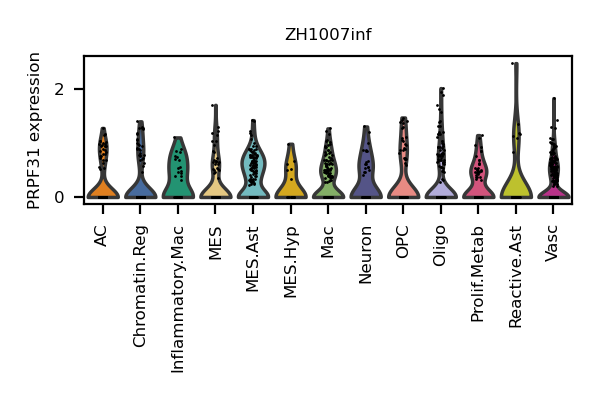 ZH1007inf
PRPF31 expression
2
0
AC
Chromatin.Reg
Inflammatory.Mac
MES
MES.Ast
MES.Hyp
Mac
Neuron
OPC
Oligo
Prolif.Metab
Reactive.Ast
Vasc